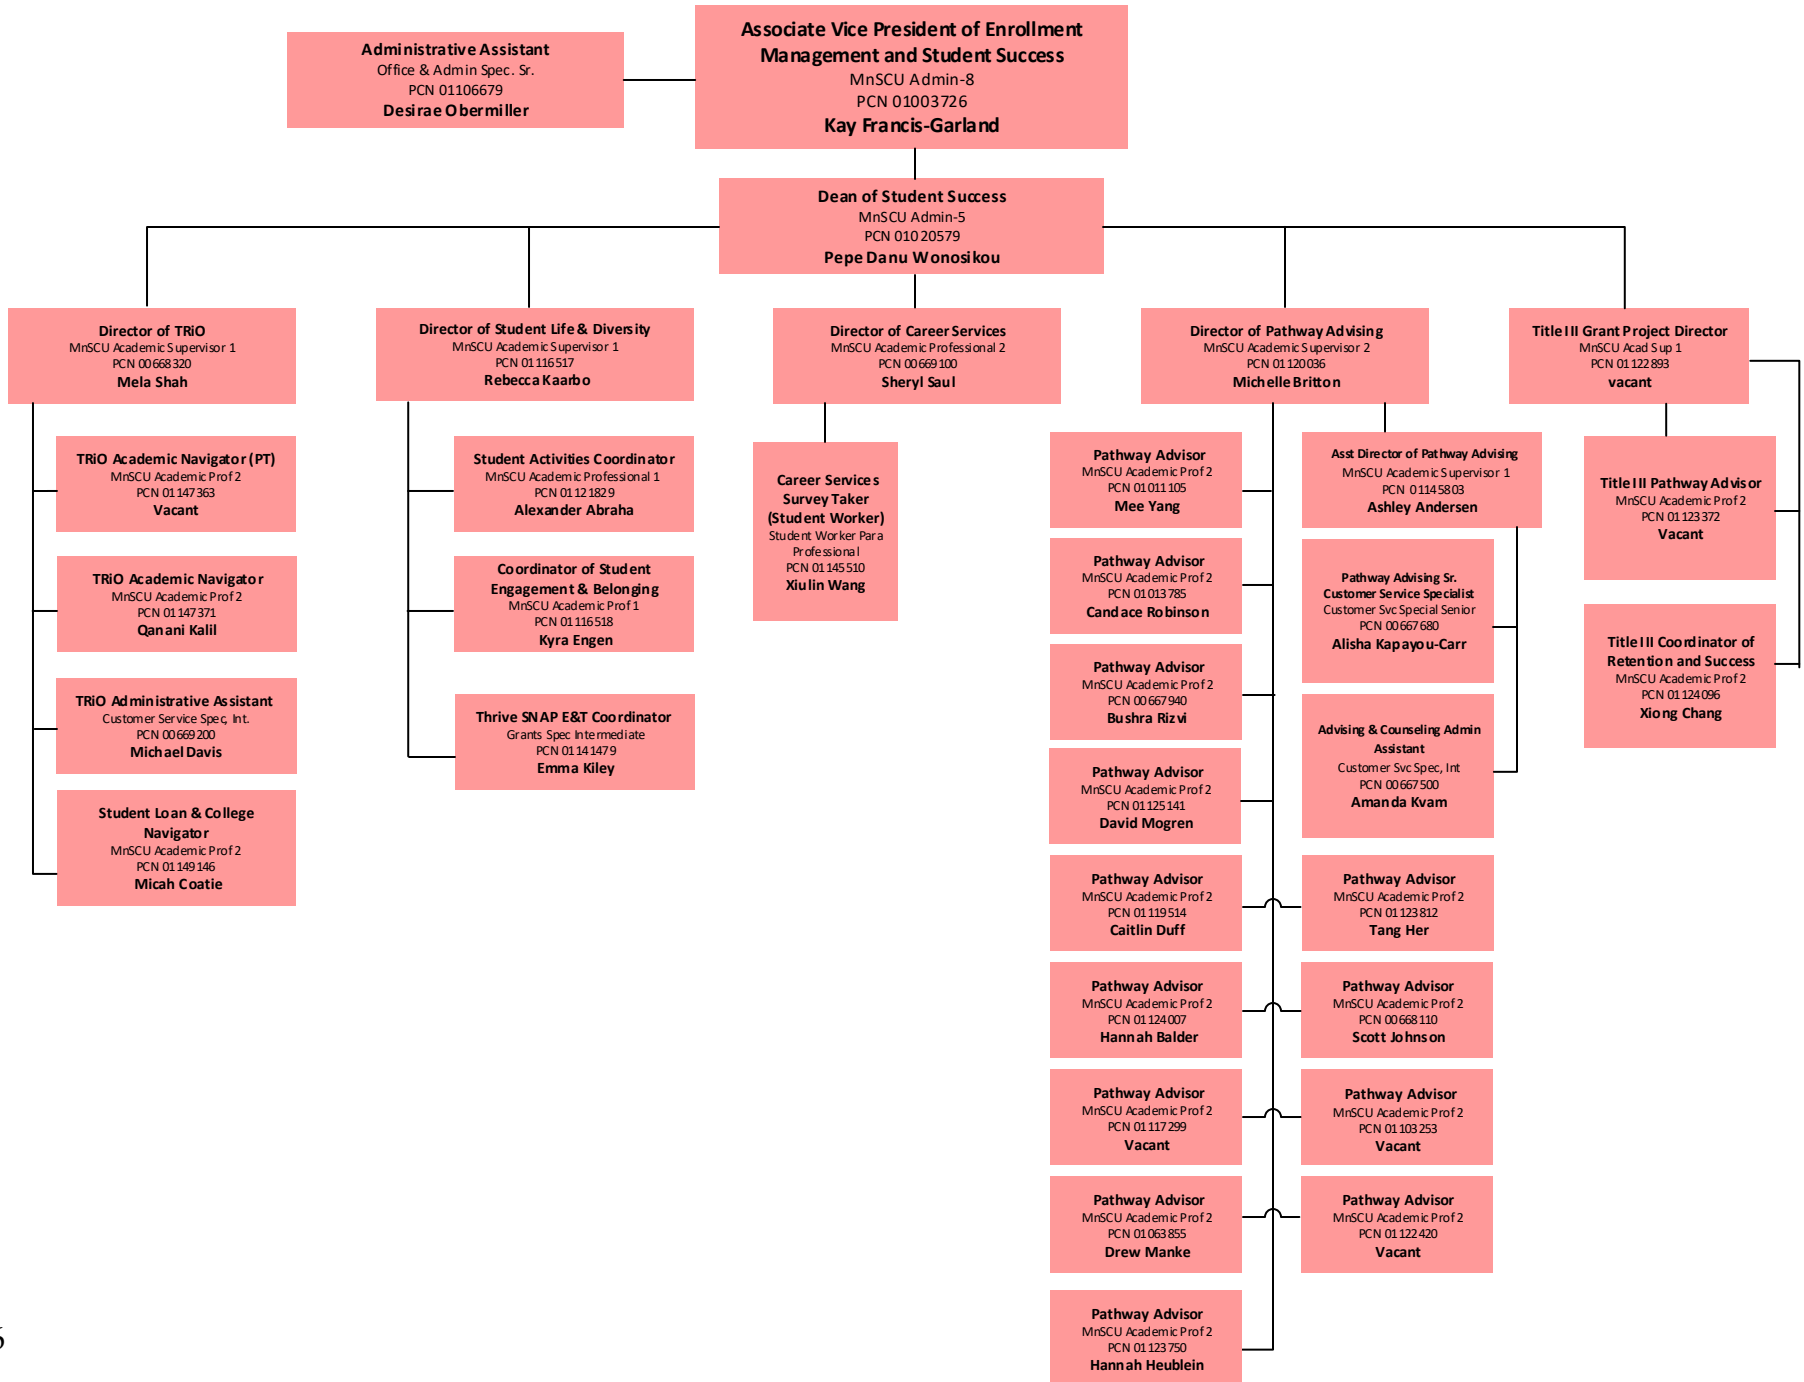 Associate Vice President of Enrollment
Management and Student Success
MnSCU Admin-8
PCN 01003726
Kay Francis-Garland
Administrative Assistant
Office & Admin Spec. Sr.
PCN 01106679
Desirae Obermiller
Dean of Student Success
MnSCU Admin-5
PCN 01020579
Pepe Danu Wonosikou
Director of TRiO
MnSCU Academic Supervisor 1
PCN 00668320
Mela Shah
TRiO Academic Navigator (PT)
MnSCU Academic Prof 2
PCN 01147363
Vacant
TRiO Academic Navigator
MnSCU Academic Prof 2
PCN 01147371
Qanani Kalil
TRiO Administrative Assistant
Customer Service Spec, Int.
PCN 00669200
Michael Davis
Student Loan & College
Navigator
MnSCU Academic Prof 2
PCN 01149146
Micah Coatie
Director of Student Life & Diversity
MnSCU Academic Supervisor 1
PCN 01116517
Rebecca Kaarbo
Student Activities Coordinator
MnSCU Academic Professional 1
PCN 01121829
Alexander Abraha
Coordinator of Student
Engagement & Belonging
MnSCU Academic Prof 1
PCN 01116518
Kyra Engen
Thrive SNAP E&T Coordinator
Grants Spec Intermediate
PCN 01141479
Emma Kiley
Director of Career Services
MnSCU Academic Professional 2
PCN 00669100
Sheryl Saul
Career Services
Survey Taker
(Student Worker)
Student Worker Para
Professional
PCN 01145510
Xiulin Wang
Director of Pathway Advising
MnSCU Academic Supervisor 2
PCN 01120036
Michelle Britton
Pathway Advisor
MnSCU Academic Prof 2
PCN 01011105
Mee Yang
Pathway Advisor
MnSCU Academic Prof 2
PCN 01013785
Candace Robinson
Pathway Advisor
MnSCU Academic Prof 2
PCN 00667940
Bushra Rizvi
Pathway Advisor
MnSCU Academic Prof 2
PCN 01125141
David Mogren
Pathway Advisor
MnSCU Academic Prof 2
PCN 01119514
Caitlin Duff
Pathway Advisor
MnSCU Academic Prof 2
PCN 01124007
Hannah Balder
Pathway Advisor
MnSCU Academic Prof 2
PCN 01117299
Vacant
Pathway Advisor
MnSCU Academic Prof 2
PCN 01063855
Drew Manke
Pathway Advisor
MnSCU Academic Prof 2
PCN 01123750
Hannah Heublein
Asst Director of Pathway Advising
MnSCU Academic Supervisor 1
PCN 01145803
Ashley Andersen
Pathway Advising Sr.
Customer Service Specialist
Customer Svc Special Senior
PCN 00667680
Alisha Kapayou-Carr
Advising & Counseling Admin
Assistant
Customer Svc Spec, Int
PCN 00667500
Amanda Kvam
Pathway Advisor
MnSCU Academic Prof 2
PCN 01123812
Tang Her
Pathway Advisor
MnSCU Academic Prof 2
PCN 00668110
Scott Johnson
Pathway Advisor
MnSCU Academic Prof 2
PCN 01103253
Vacant
Pathway Advisor
MnSCU Academic Prof 2
PCN 01122420
Vacant
Title III Grant Project Director
MnSCU Acad Sup 1
PCN 01122893
vacant
Title III Pathway Advisor
MnSCU Academic Prof 2
PCN 01123372
Vacant
Title III Coordinator of
Retention and Success
MnSCU Academic Prof 2
PCN 01124096
Xiong Chang